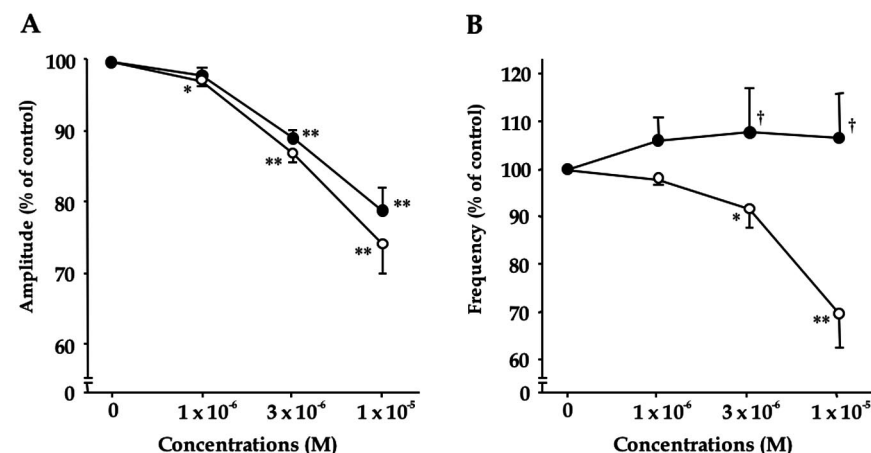 A
Amplitude (% of control)
100
90
80
70
60
0
*
**
**
**
**
0
1 x 10⁻⁶
3 x 10⁻⁶
1 x 10⁻⁵
Concentrations (M)
B
Frequency (% of control)
120
110
100
90
80
70
60
0
†
†
*
**
0
1 x 10⁻⁶
3 x 10⁻⁶
1 x 10⁻⁵
Concentrations (M)